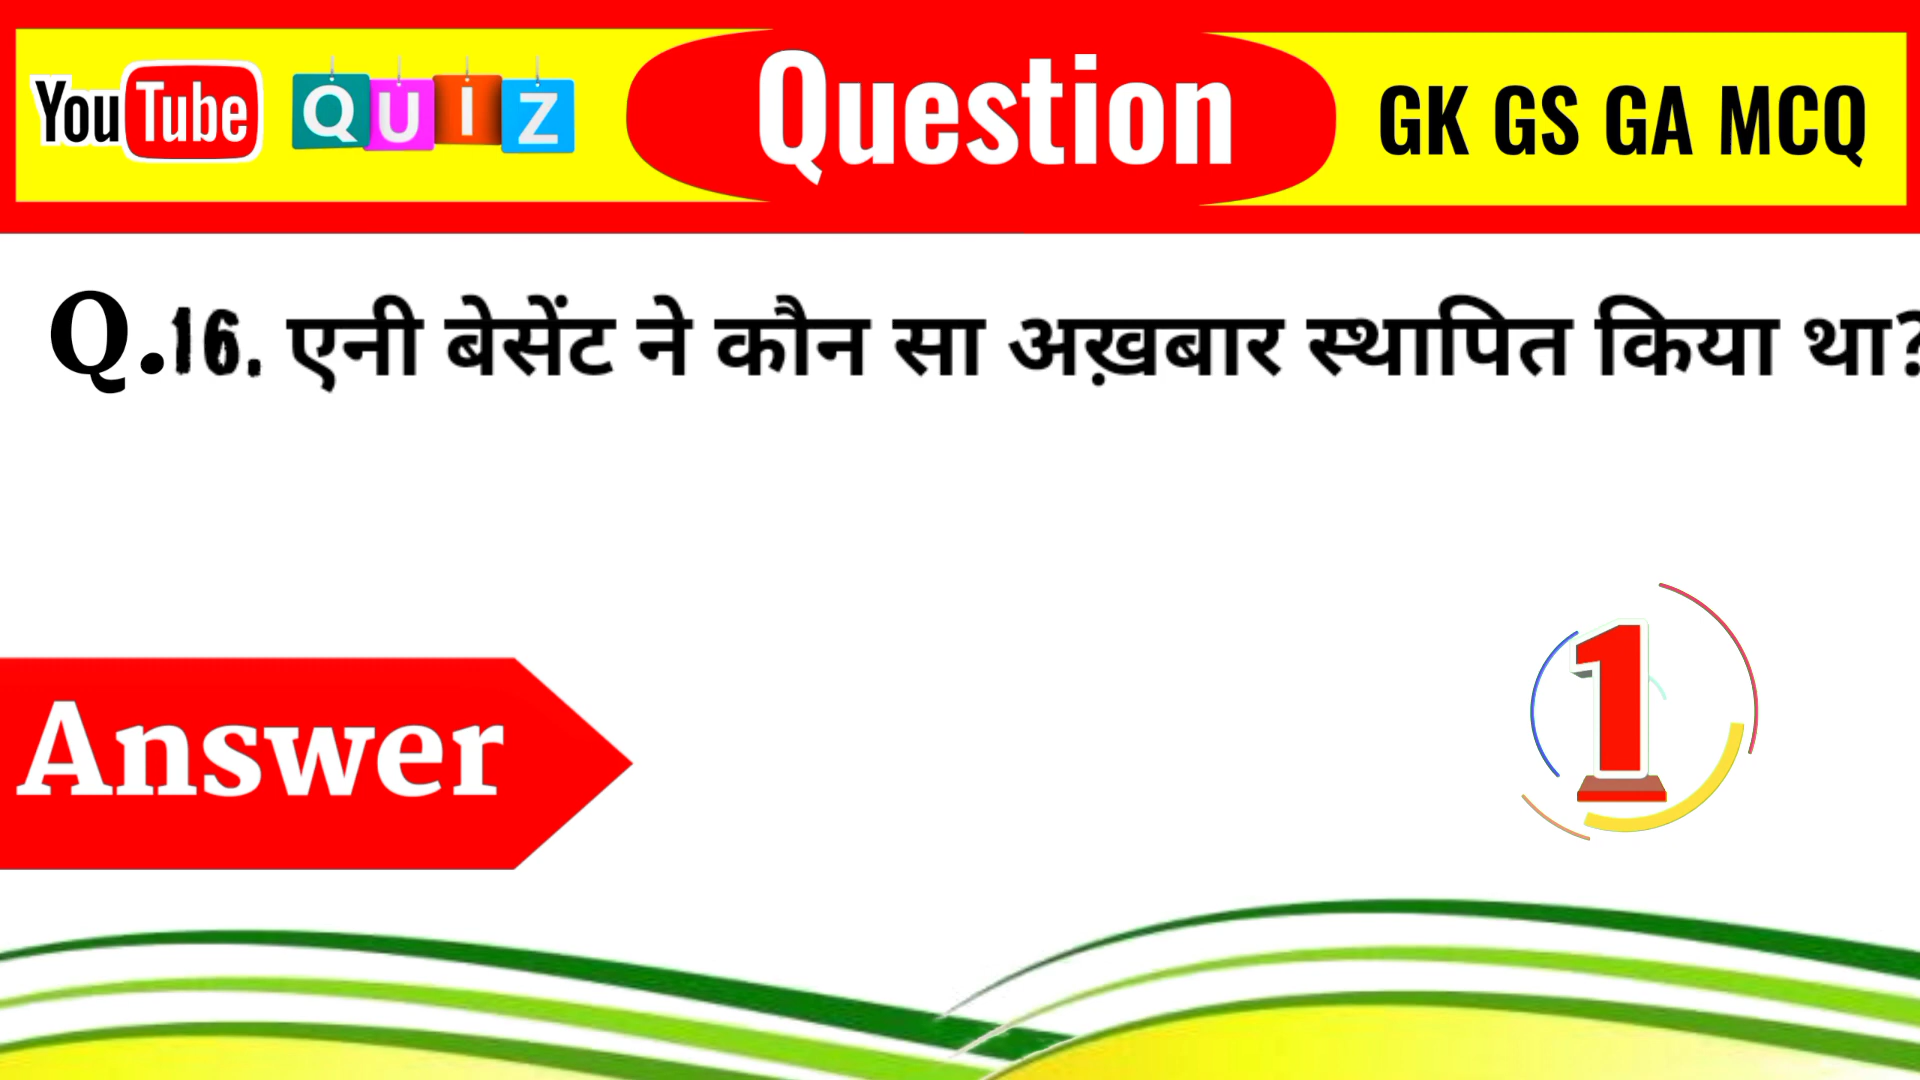 YouTube QUIZ Question GK GS GA MCQ
Q.16. एनी बेसेंट ने कौन सा अख़बार स्थापित किया था?
1
Answer